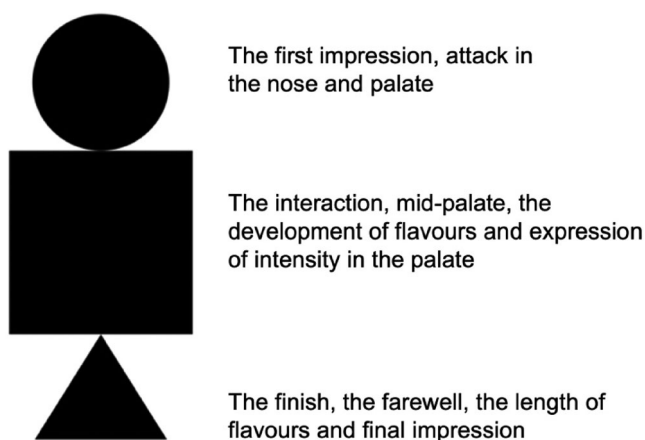 The first impression, attack in
the nose and palate
The interaction, mid-palate, the
development of flavours and expression
of intensity in the palate
The finish, the farewell, the length of
flavours and final impression